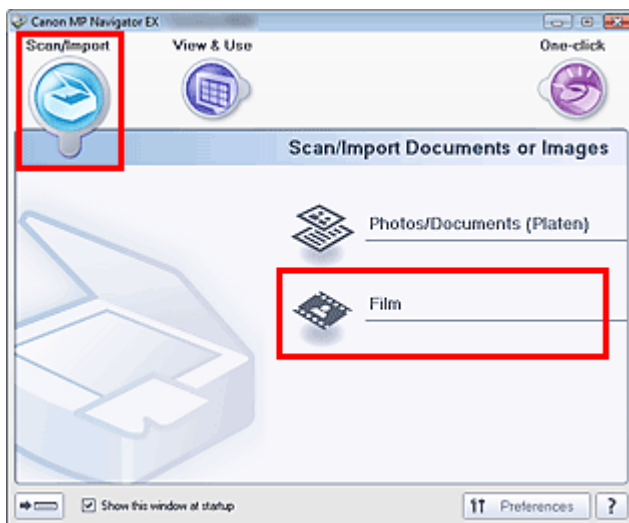 Canon MP Navigator EX
Scan/Import View & Use One-click
Scan/Import Documents or Images
Photos/Documents (Platen)
Film
Show this window at startup Preferences ?